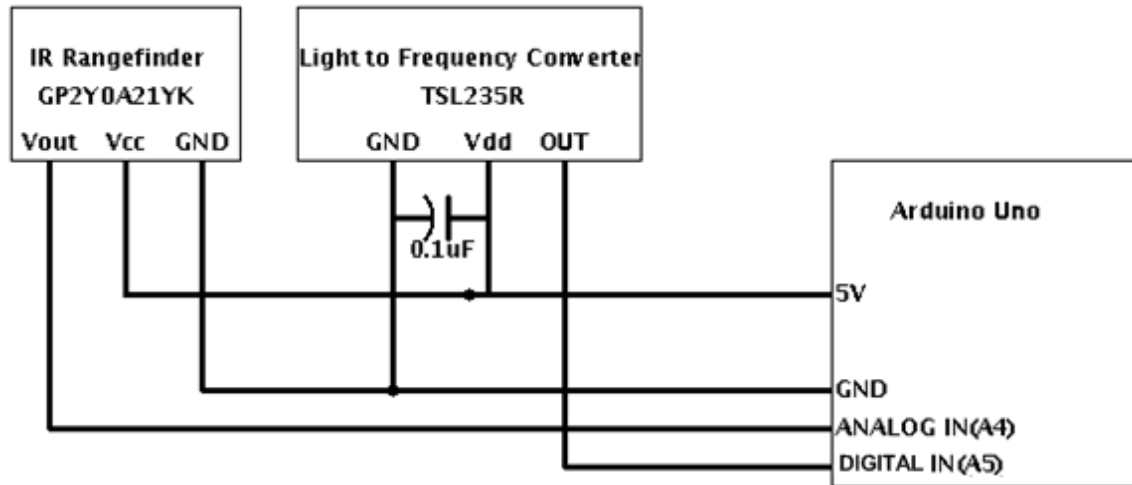 IR Rangefinder
GP2Y0A21YK
Vout Vcc GND
Light to Frequency Converter
TSL235R
GND Vdd OUT
0.1uF
Arduino Uno
5V
GND
ANALOG IN(A4)
DIGITAL IN(A5)